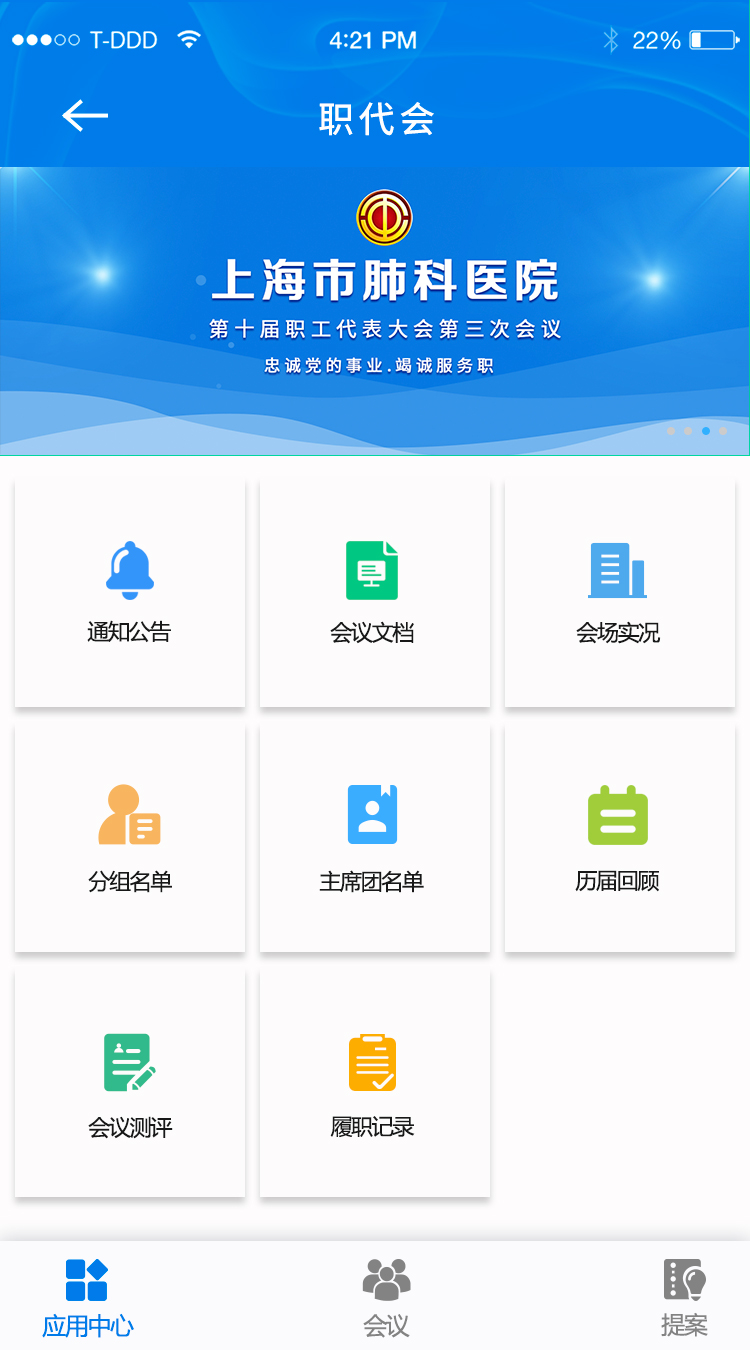 T-DDD 4:21 PM 22%
职代会
上海市肺科医院
第十届职工代表大会第三次会议
忠诚党的事业.竭诚服务职
通知公告 会议文档 会场实况
分组名单 主席团名单 历届回顾
会议测评 履职记录
应用中心 会议 提案